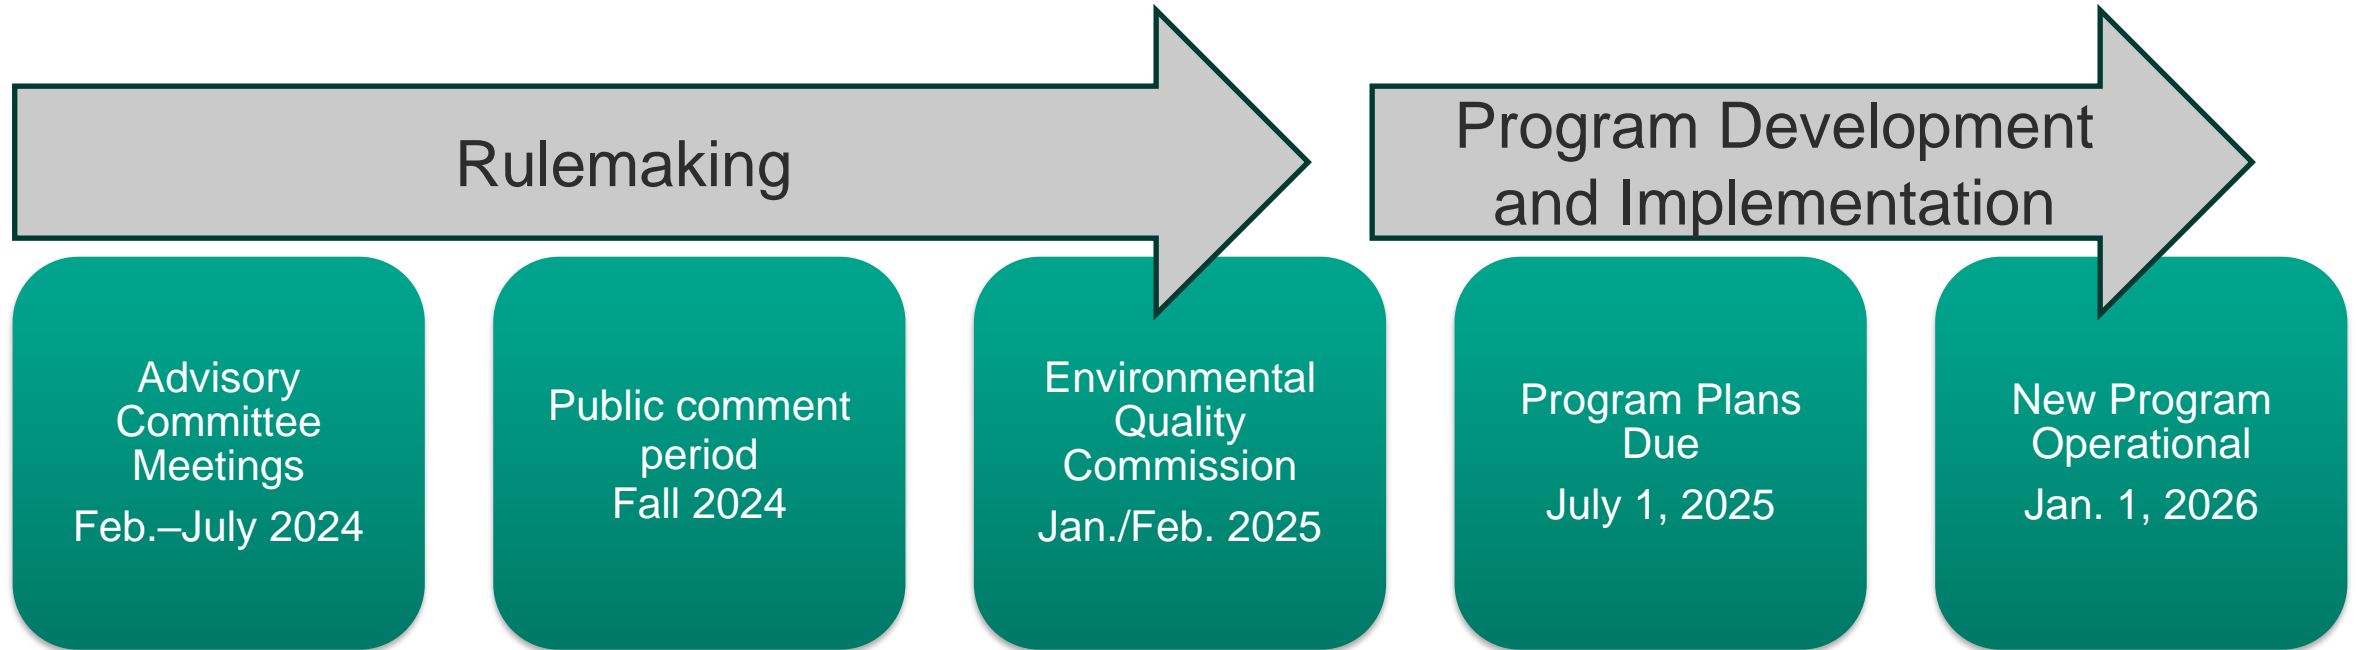 Rulemaking
Program Development
and Implementation
Advisory
Committee
Meetings
Feb.–July 2024
Public comment
period
Fall 2024
Environmental
Quality
Commission
Jan./Feb. 2025
Program Plans
Due
July 1, 2025
New Program
Operational
Jan. 1, 2026